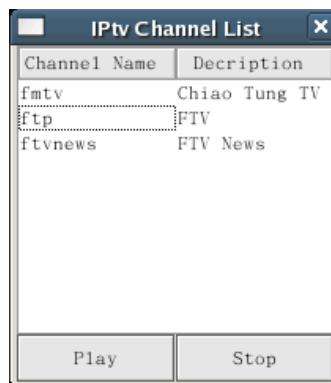 IPtv Channel List
Channel Name Decription
fmtv Chiao Tung TV
ftp FTV
ftvnews FTV News
Play Stop